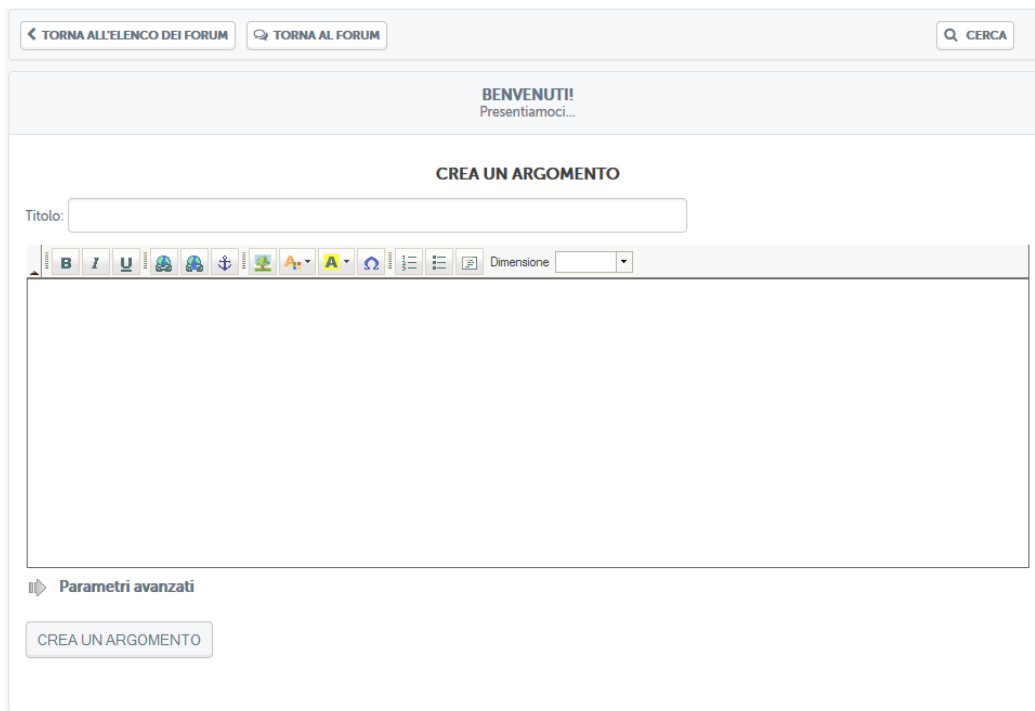 TORNA ALL'ELENCO DEI FORUM TORNA AL FORUM CERCA
BENVENUTI!
Presentiamoci...
CREA UN ARGOMENTO
Titolo:
B I U A A Ω Dimensione
Parametri avanzati
CREA UN ARGOMENTO